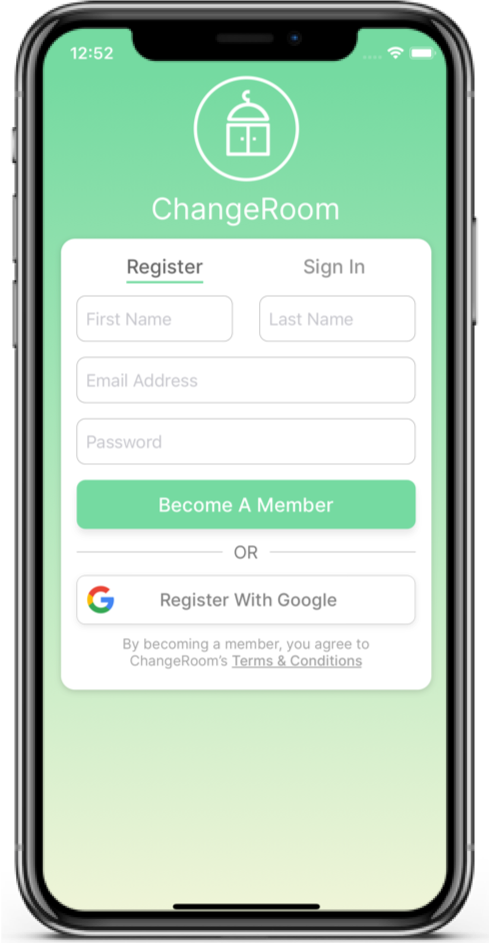 12:52
ChangeRoom
Register Sign In
First Name Last Name
Email Address
Password
Become A Member
OR
Register With Google
By becoming a member, you agree to
ChangeRoom's Terms & Conditions